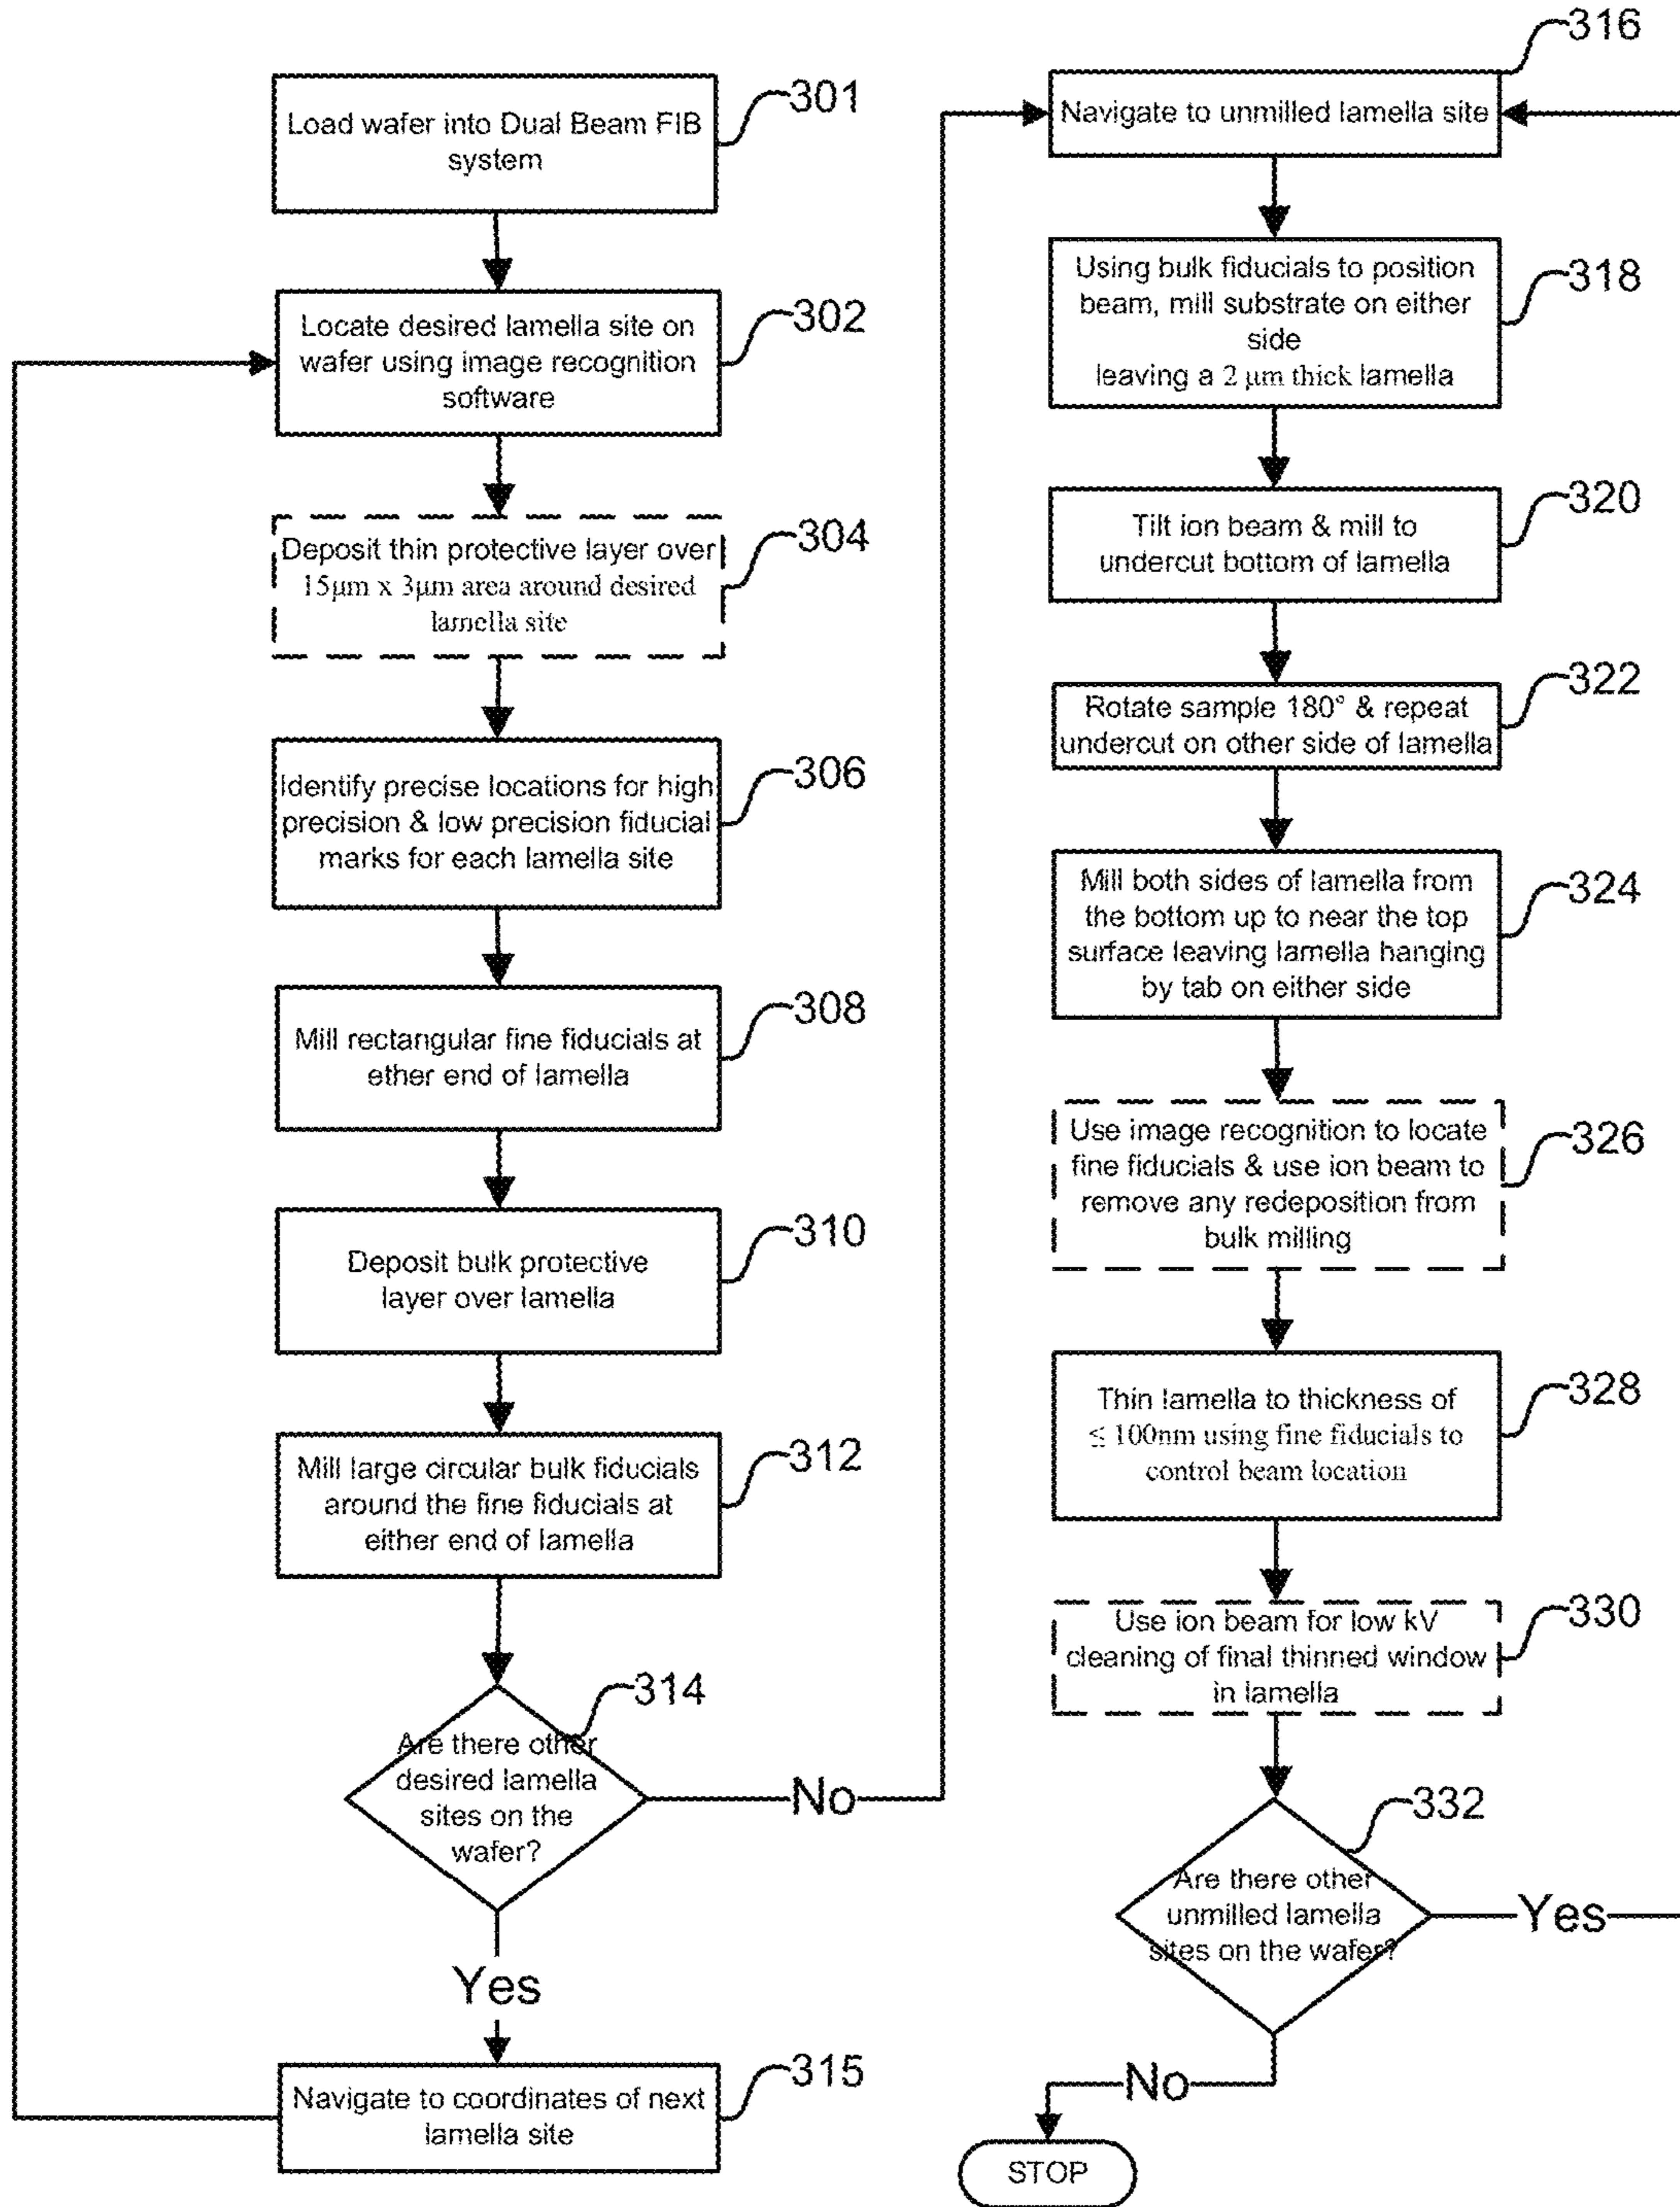 301
Load wafer into Dual Beam FIB
system
302
Locate desired lamella site on
wafer using image recognition
software
304
Deposit thin protective layer over
15µm x 3µm area around desired
lamella site
306
Identify precise locations for high
precision & low precision fiducial
marks for each lamella site
308
Mill rectangular fine fiducials at
ether end of lamella
310
Deposit bulk protective
layer over lamella
312
Mill large circular bulk fiducials
around the fine fiducials at
either end of lamella
314
Are there other
desired lamella
sites on the
wafer?
No
Yes
315
Navigate to coordinates of next
lamella site
316
Navigate to unmilled lamella site
318
Using bulk fiducials to position
beam, mill substrate on either
side
leaving a 2 µm thick lamella
320
Tilt ion beam & mill to
undercut bottom of lamella
322
Rotate sample 180° & repeat
undercut on other side of lamella
324
Mill both sides of lamella from
the bottom up to near the top
surface leaving lamella hanging
by tab on either side
326
Use image recognition to locate
fine fiducials & use ion beam to
remove any redeposition from
bulk milling
328
Thin lamella to thickness of
≦ 100nm using fine fiducials to
control beam location
330
Use ion beam for low kV
cleaning of final thinned window
in lamella
332
Are there other
unmilled lamella
sites on the wafer?
Yes
No
STOP